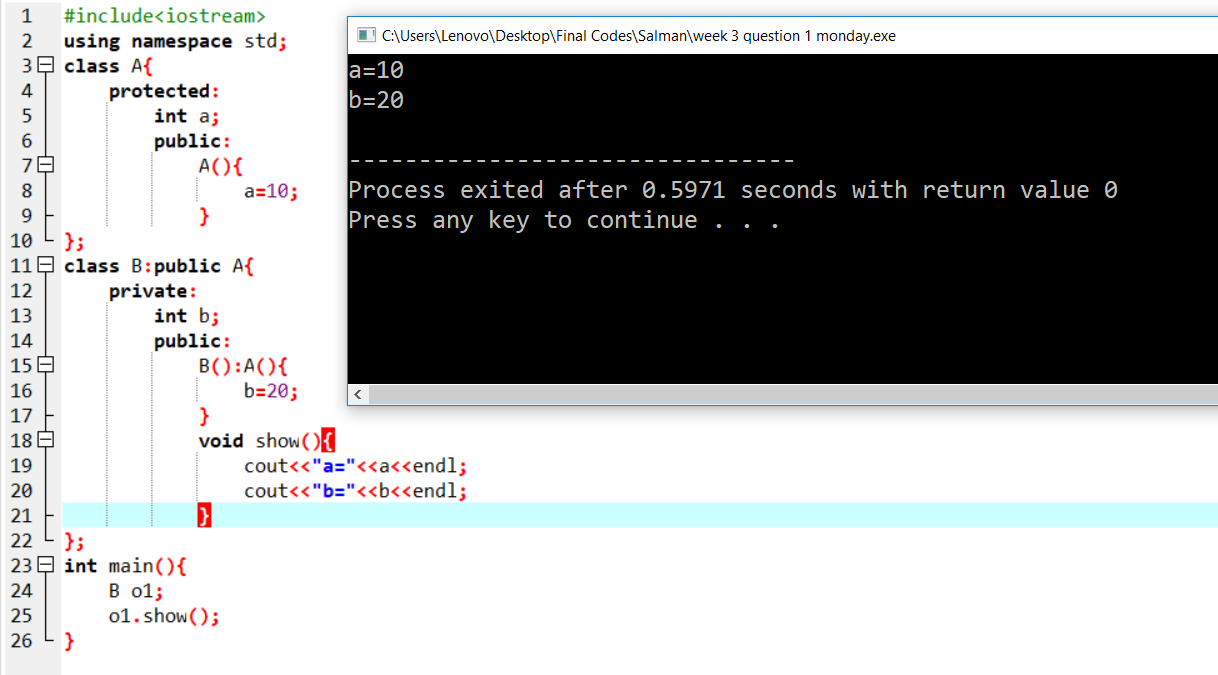 1 #include<iostream>
2 using namespace std;
3 class A{
4 protected:
5 int a;
6 public:
7 A(){
8 a=10;
9 }
10 };
11 class B:public A{
12 private:
13 int b;
14 public:
15 B():A(){
16 b=20;
17 }
18 void show(){
19 cout<<"a="<<a<<endl;
20 cout<<"b="<<b<<endl;
21 }
22 };
23 int main(){
24 B o1;
25 o1.show();
26 }
C:\Users\Lenovo\Desktop\Final Codes\Salman\week 3 question 1 monday.exe
a=10
b=20
--------------------------------
Process exited after 0.5971 seconds with return value 0
Press any key to continue . . .